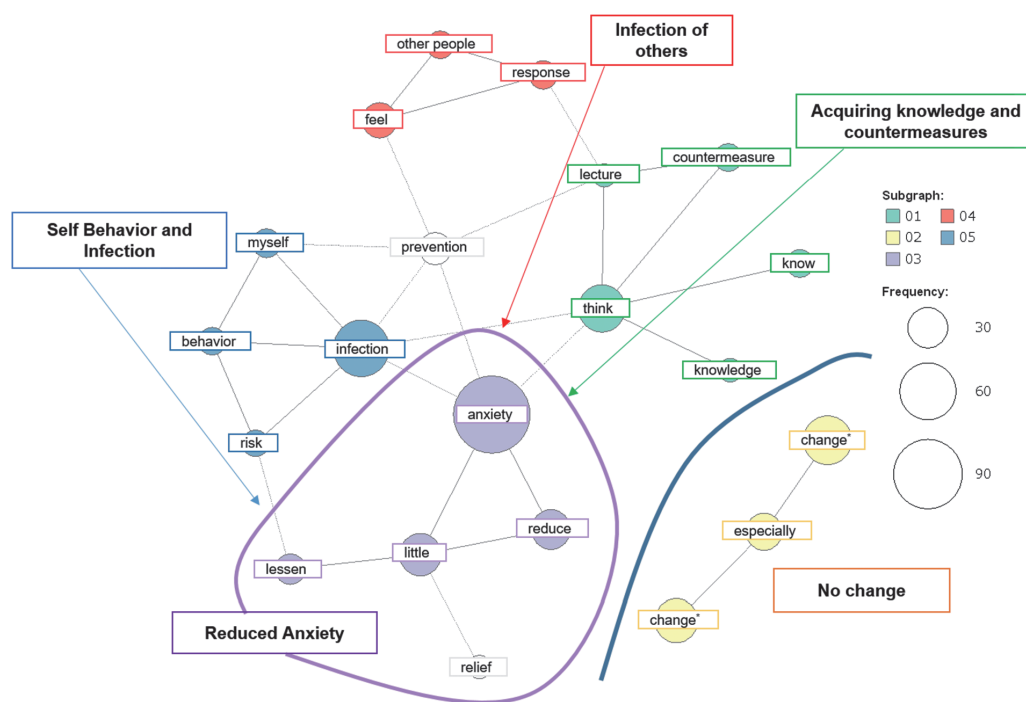 Infection of
others
other people
response
feel
Acquiring knowledge and
countermeasures
countermeasure
lecture
Subgraph:
01
04
02
05
03
Self Behavior and
Infection
myself
prevention
know
Frequency:
30
think
behavior
infection
knowledge
60
anxiety
risk
change*
90
reduce
especially
little
lessen
No change
change*
Reduced Anxiety
relief